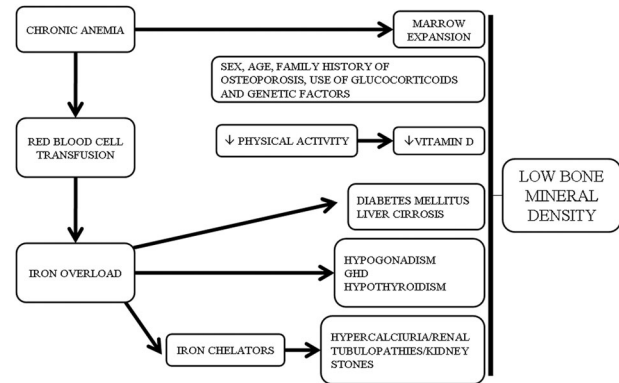 CHRONIC ANEMIA
MARROW
EXPANSION
SEX, AGE, FAMILY HISTORY OF
OSTEOPOROSIS, USE OF GLUCOCORTICOIDS
AND GENETIC FACTORS
RED BLOOD CELL
TRANSFUSION
↓ PHYSICAL ACTIVITY
↓ VITAMIN D
LOW BONE
MINERAL
DENSITY
DIABETES MELLITUS
LIVER CIRROSIS
IRON OVERLOAD
HYPOGONADISM
GHD
HYPOTHYROIDISM
IRON CHELATORS
HYPERCALCIURIA/RENAL
TUBULOPATHIES/KIDNEY
STONES